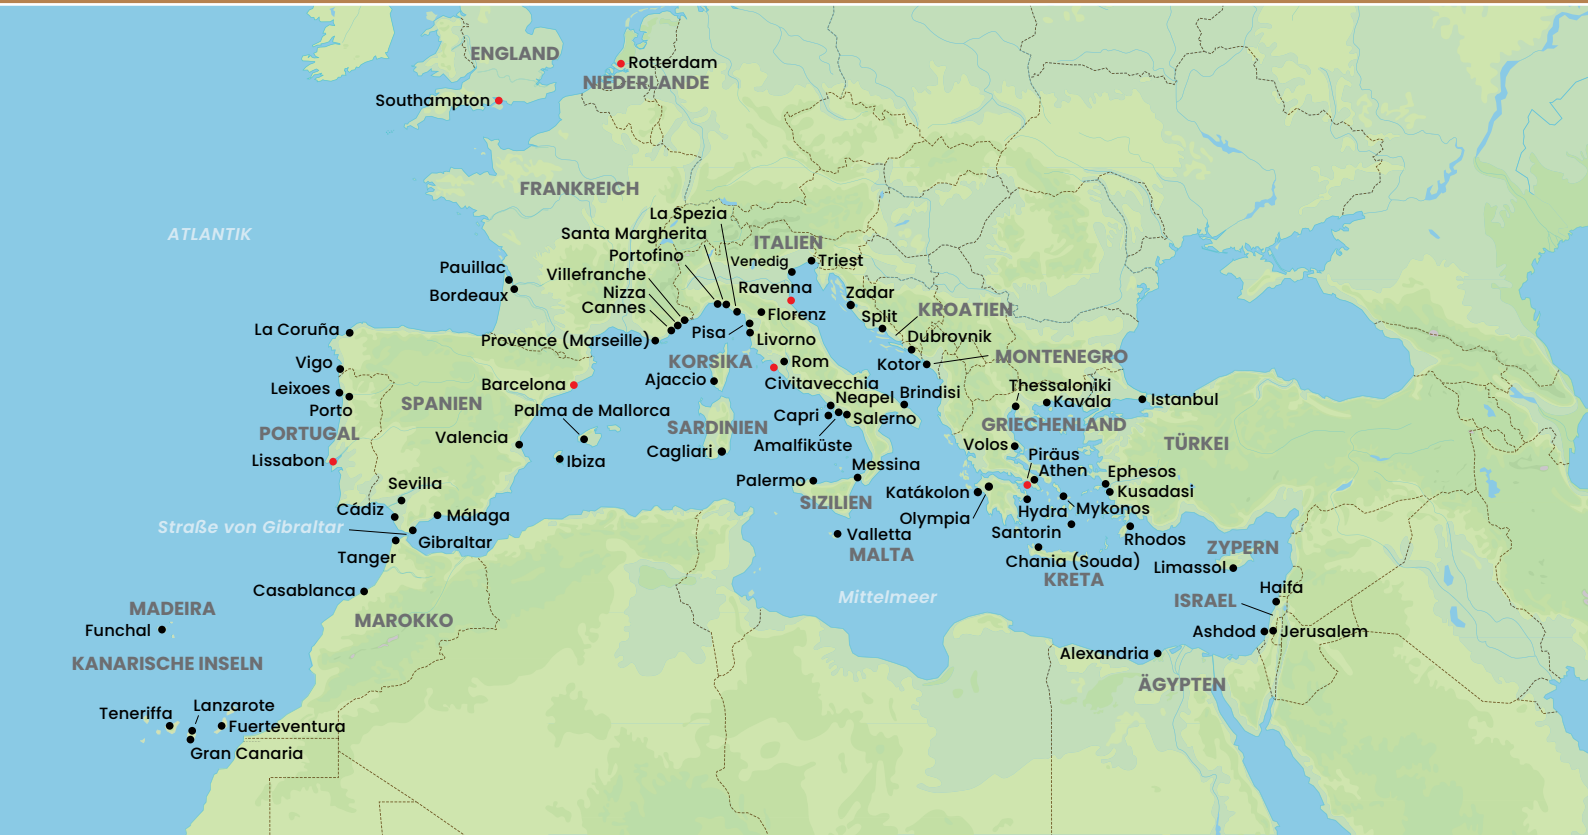 ENGLAND
Rotterdam
NIEDERLANDE
Southampton
FRANKREICH
ATLANTIK
La Spezia
Santa Margherita
Portofino
Villefranche
Nizza
Cannes
Provence (Marseille)
ITALIEN
Venedig
Triest
Ravenna
Florenz
Pisa
Livorno
Zadar
Split
KROATIEN
Dubrovnik
Kotor
MONTENEGRO
Pauillac
Bordeaux
La Coruña
Vigo
Leixoes
Porto
PORTUGAL
Lissabon
SPANIEN
Barcelona
Palma de Mallorca
Valencia
Ibiza
Sevilla
Cádiz
Málaga
Straße von Gibraltar
Gibraltar
Tanger
Casablanca
MAROKKO
MADEIRA
Funchal
KANARISCHE INSELN
Teneriffa
Lanzarote
Fuerteventura
Gran Canaria
KORSIKA
Ajaccio
Rom
Civitavecchia
Neapel
Brindisi
Capri
Salerno
Amalfiküste
SARDINIEN
Cagliari
Palermo
Messina
SIZILIEN
Valletta
MALTA
Mittelmeer
Thessaloniki
Kavála
Istanbul
GRIECHENLAND
TÜRKEI
Volos
Piräus
Athen
Ephesos
Kusadasi
Katákolon
Olympia
Hydra
Mykonos
Santorin
Rhodos
Chania (Souda)
KRETA
ZYPERN
Limassol
Haifa
ISRAEL
Ashdod
Jerusalem
Alexandria
ÄGYPTEN